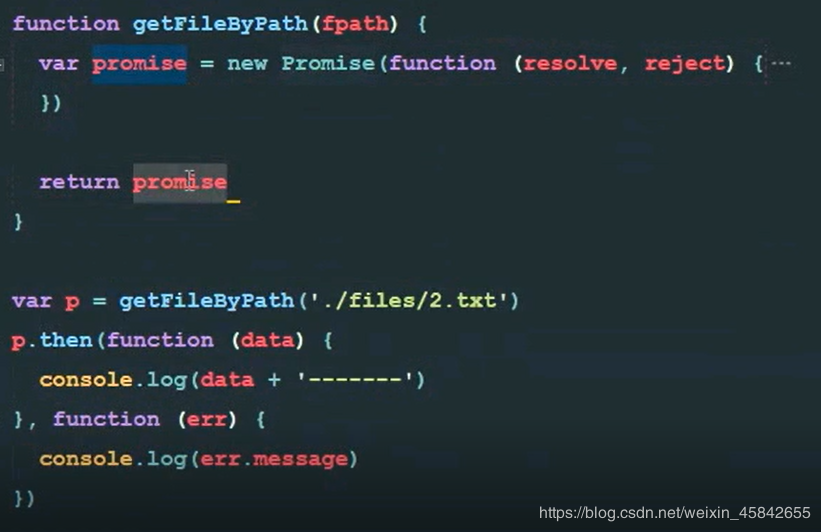 function getFileByPath(fpath) {
  var promise = new Promise(function (resolve, reject) {···
  })
  return promise
}
var p = getFileByPath('./files/2.txt')
p.then(function (data) {
  console.log(data + '-------')
}, function (err) {
  console.log(err.message)
})
https://blog.csdn.net/weixin_45842655